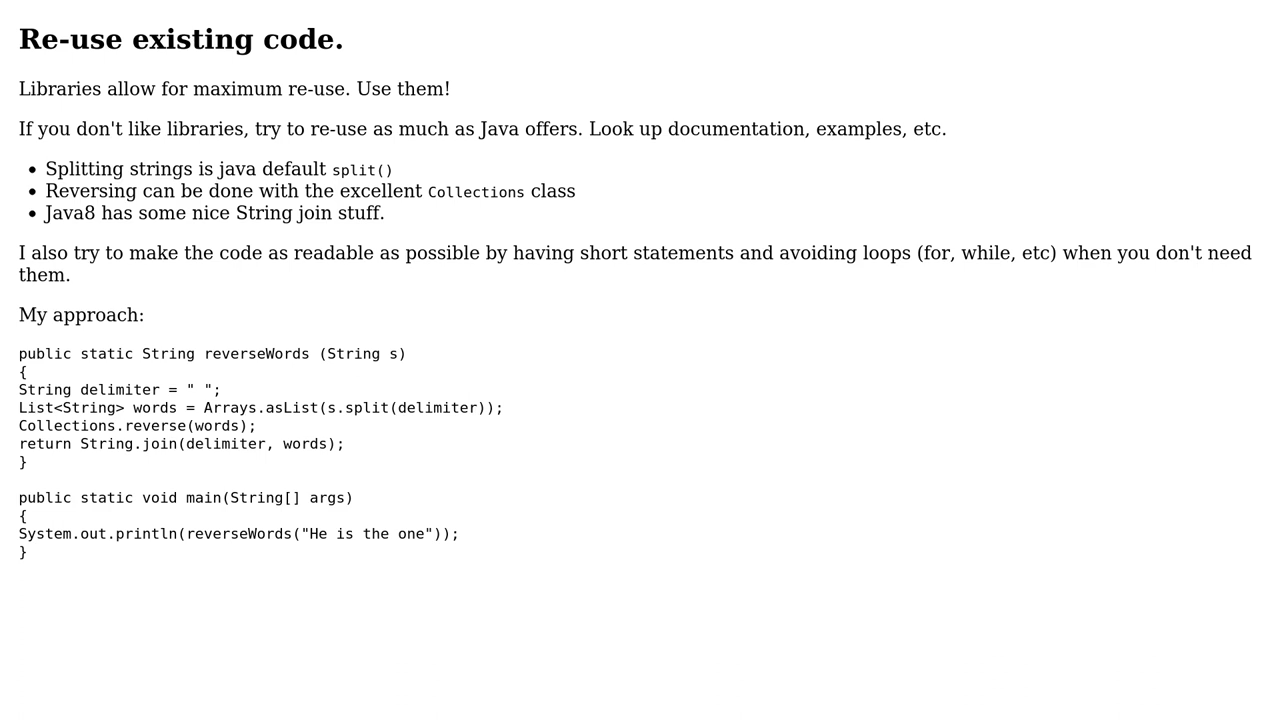 Re-use existing code.
Libraries allow for maximum re-use. Use them!
If you don't like libraries, try to re-use as much as Java offers. Look up documentation, examples, etc.
• Splitting strings is java default split()
• Reversing can be done with the excellent Collections class
• Java8 has some nice String join stuff.
I also try to make the code as readable as possible by having short statements and avoiding loops (for, while, etc) when you don't need
them.
My approach:
public static String reverseWords (String s)
{
String delimiter = " ";
List<String> words = Arrays.asList(s.split(delimiter));
Collections.reverse(words);
return String.join(delimiter, words);
}
public static void main(String[] args)
{
System.out.println(reverseWords("He is the one"));
}